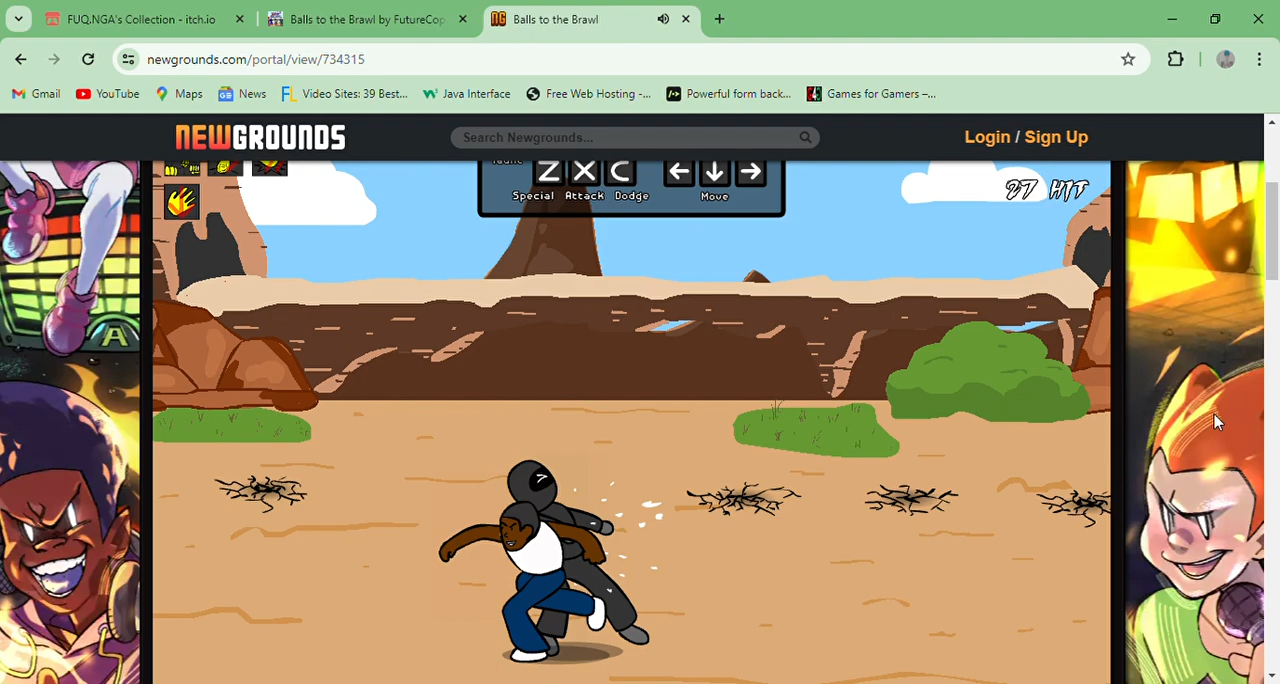 FUQ.NGA's Collection - itch.io
Balls to the Brawl by FutureCop
Balls to the Brawl
newgrounds.com/portal/view/734315
Gmail
YouTube
Maps
News
Video Sites: 39 Best...
Java Interface
Free Web Hosting -...
Powerful form back...
Games for Gamers –...
NEWGROUNDS
Search Newgrounds...
Login / Sign Up
Z X C
Special Attack Dodge
Move
27 HIT
A